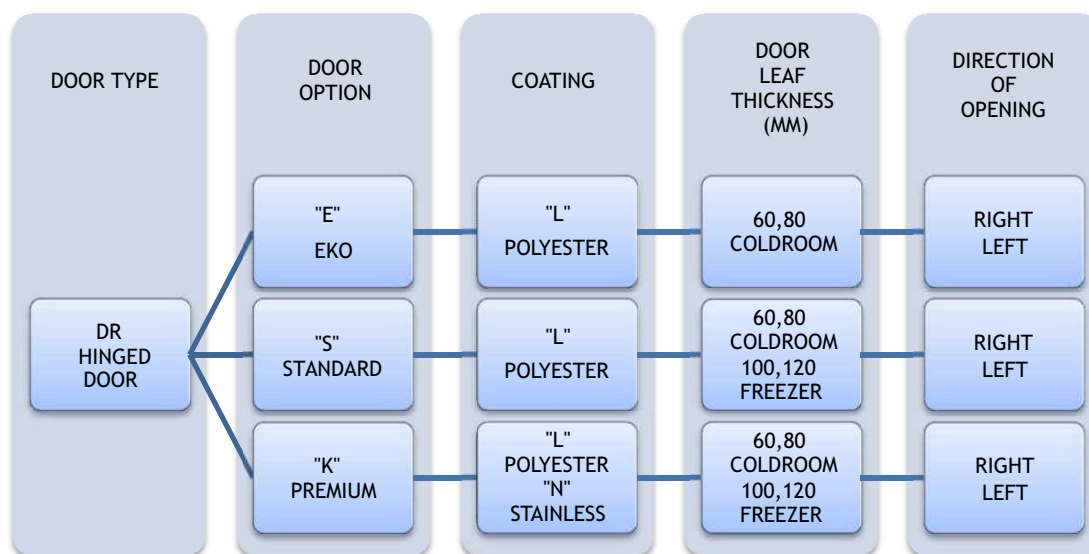 DOOR TYPE
DOOR
OPTION
COATING
DOOR
LEAF
THICKNESS
(MM)
DIRECTION
OF
OPENING
DR
HINGED
DOOR
"E"
EKO
"L"
POLYESTER
60,80
COLDROOM
RIGHT
LEFT
"S"
STANDARD
"L"
POLYESTER
60,80
COLDROOM
100,120
FREEZER
RIGHT
LEFT
"K"
PREMIUM
"L"
POLYESTER
"N"
STAINLESS
60,80
COLDROOM
100,120
FREEZER
RIGHT
LEFT